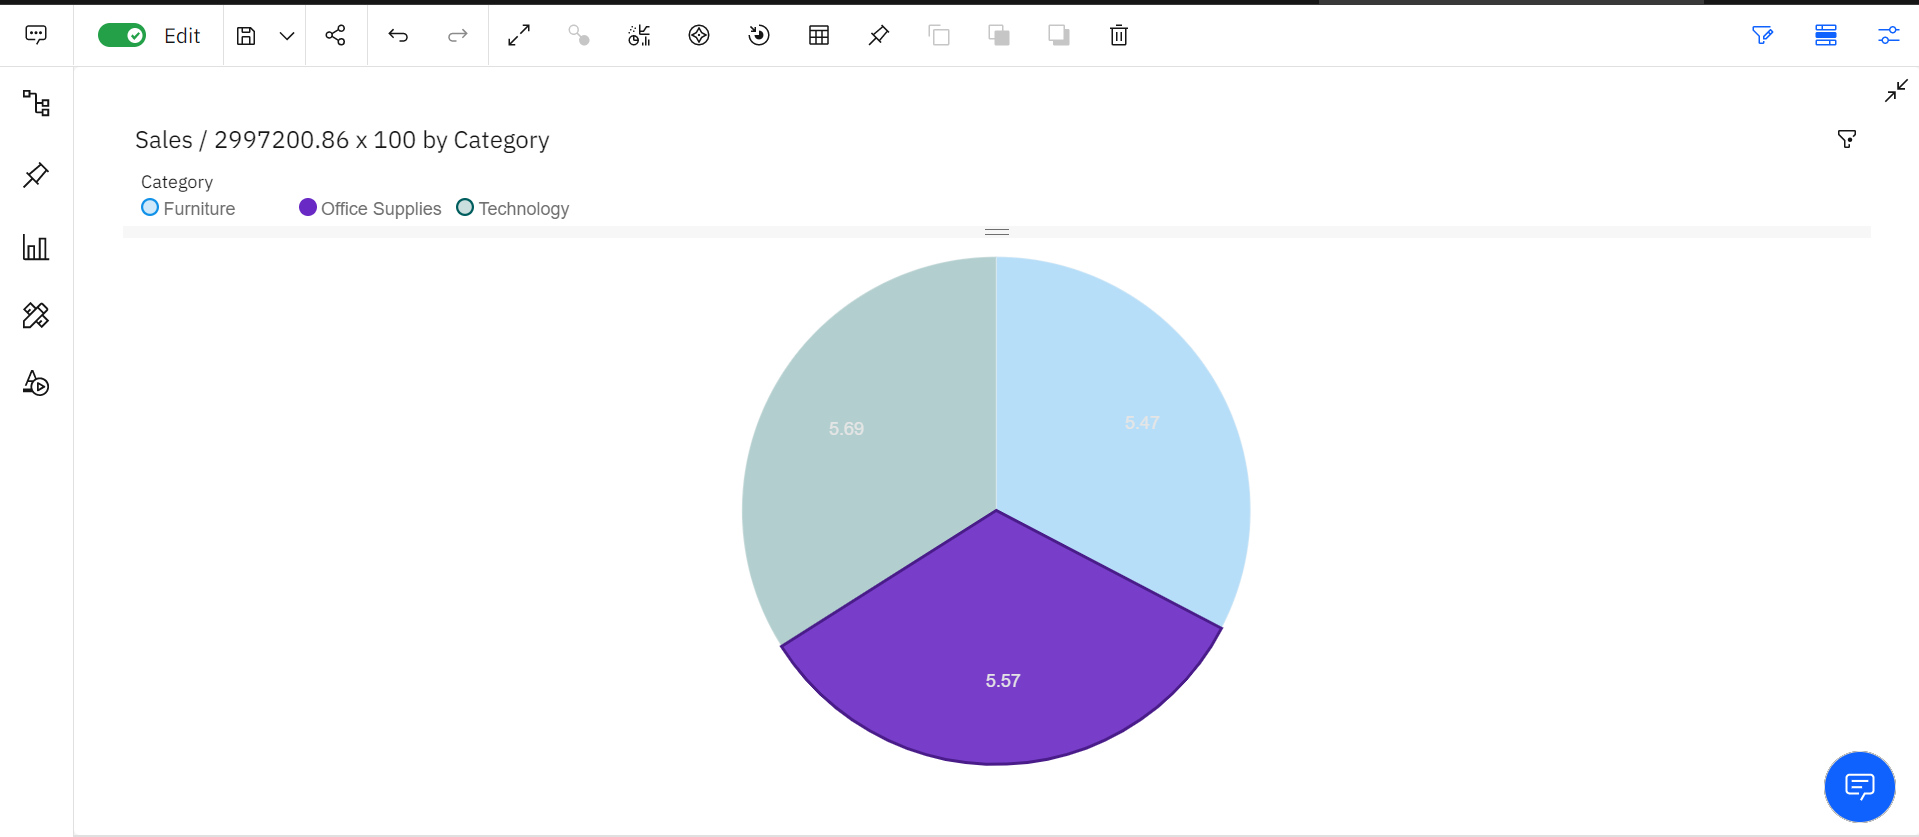 Edit
Sales / 2997200.86 x 100 by Category
Category
Furniture Office Supplies Technology
5.47
5.69
5.57